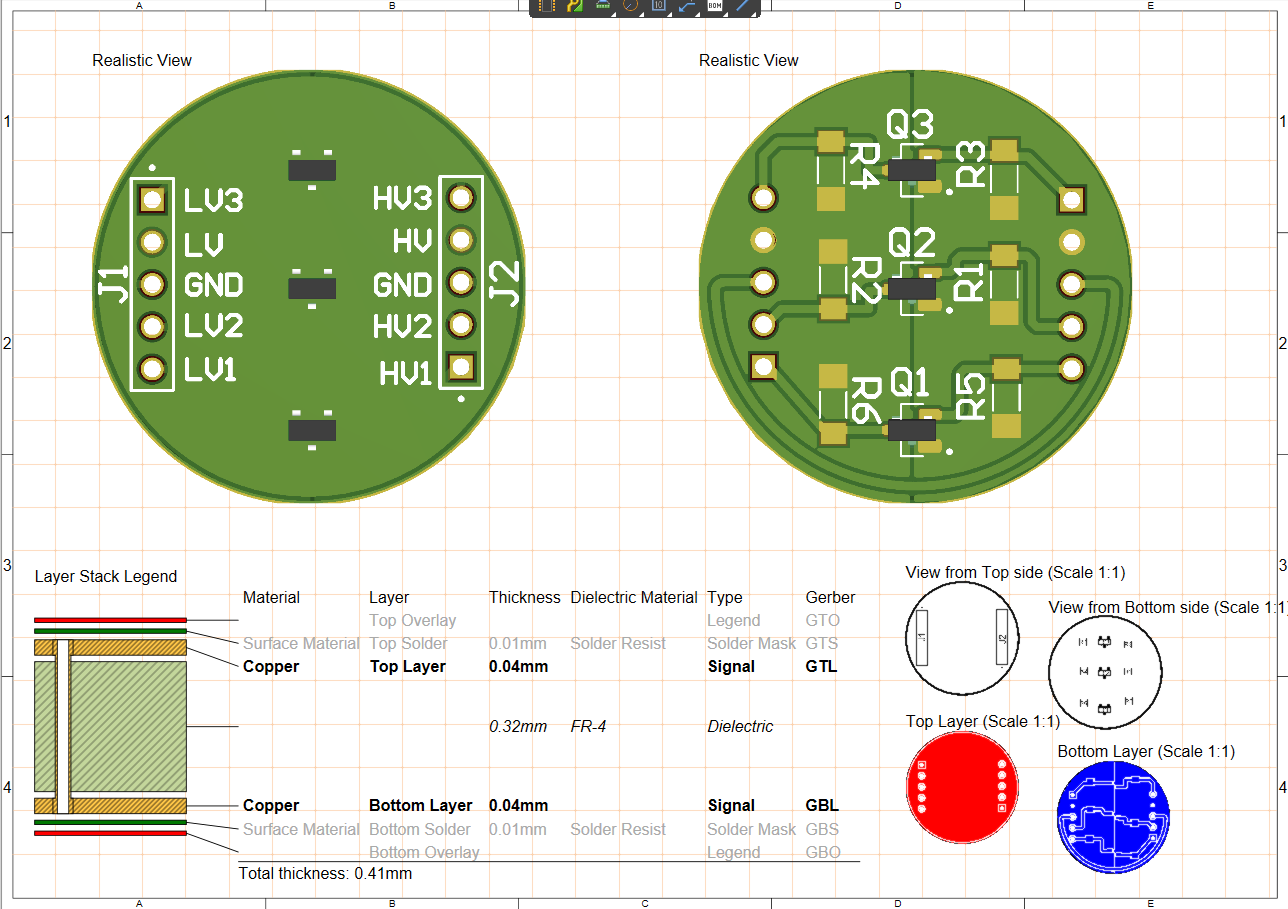 A B D E
10 BOM
Realistic View
Realistic View
1 1
LV3
LV
GND
LV2
LV1
J1
HV3
HV
GND
HV2
HV1
J2
Q3
R4
R3
Q2
R2
R1
Q1
R6
R5
2 2
3 3
Layer Stack Legend
Material Layer Thickness Dielectric Material Type Gerber
Top Overlay Legend GTO
Surface Material Top Solder 0.01mm Solder Resist Solder Mask GTS
Copper Top Layer 0.04mm Signal GTL
0.32mm FR-4 Dielectric
Copper Bottom Layer 0.04mm Signal GBL
Surface Material Bottom Solder 0.01mm Solder Resist Solder Mask GBS
Bottom Overlay Legend GBO
Total thickness: 0.41mm
View from Top side (Scale 1:1)
J1 J2
View from Bottom side (Scale 1:1
Top Layer (Scale 1:1)
Bottom Layer (Scale 1:1)
4 4
A B C D E